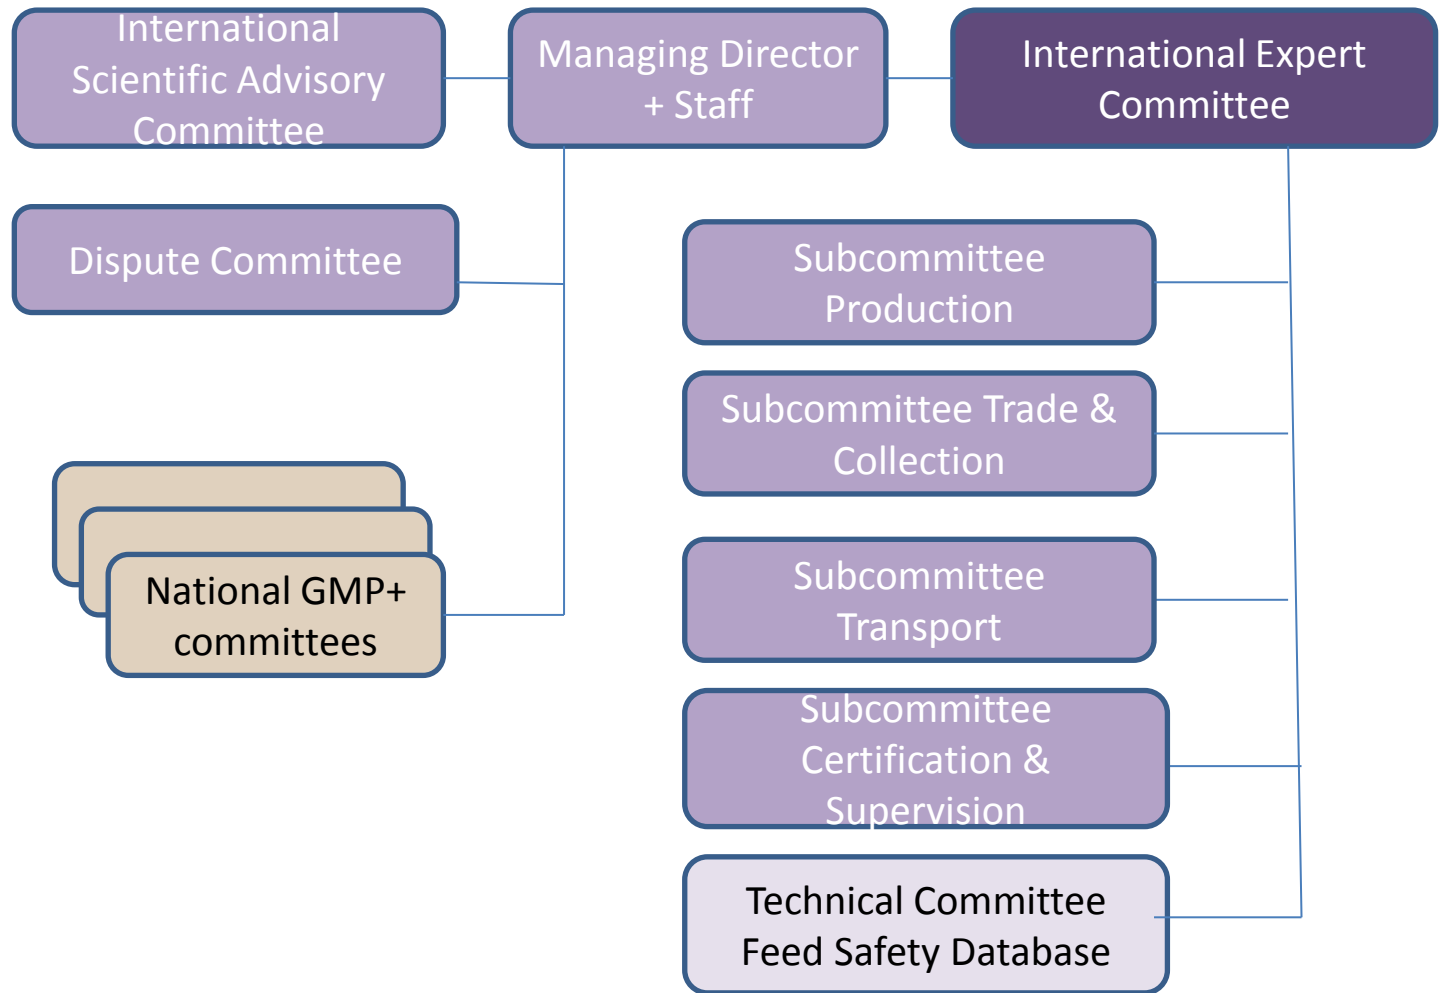 International
Scientific Advisory
Committee
Managing Director
+ Staff
International Expert
Committee
Dispute Committee
Subcommittee
Production
Subcommittee Trade &
Collection
National GMP+
committees
Subcommittee
Transport
Subcommittee
Certification &
Supervision
Technical Committee
Feed Safety Database